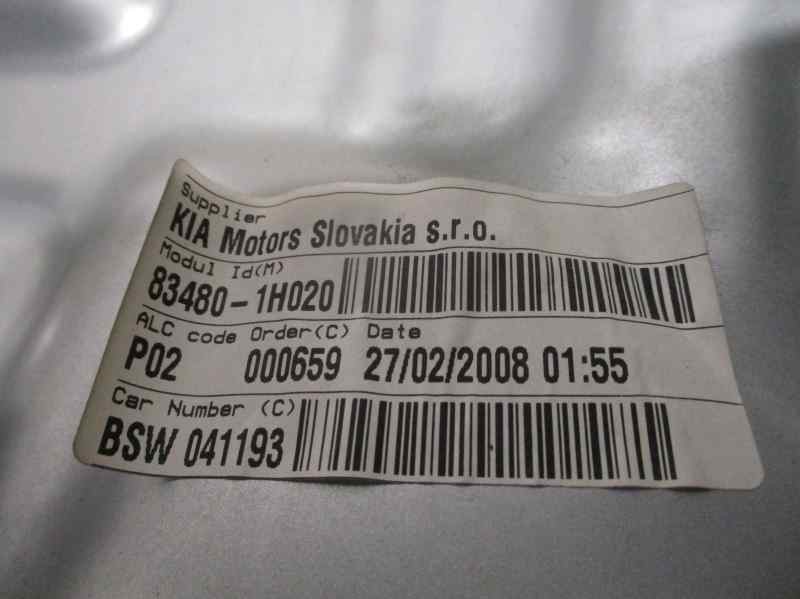 Supplier
KIA Motors Slovakia s.r.o.
Modul Id(M)
83480-1H020
ALC code Order(C) Date
P02 000659 27/02/2008 01:55
Car Number (C)
BSW 041193